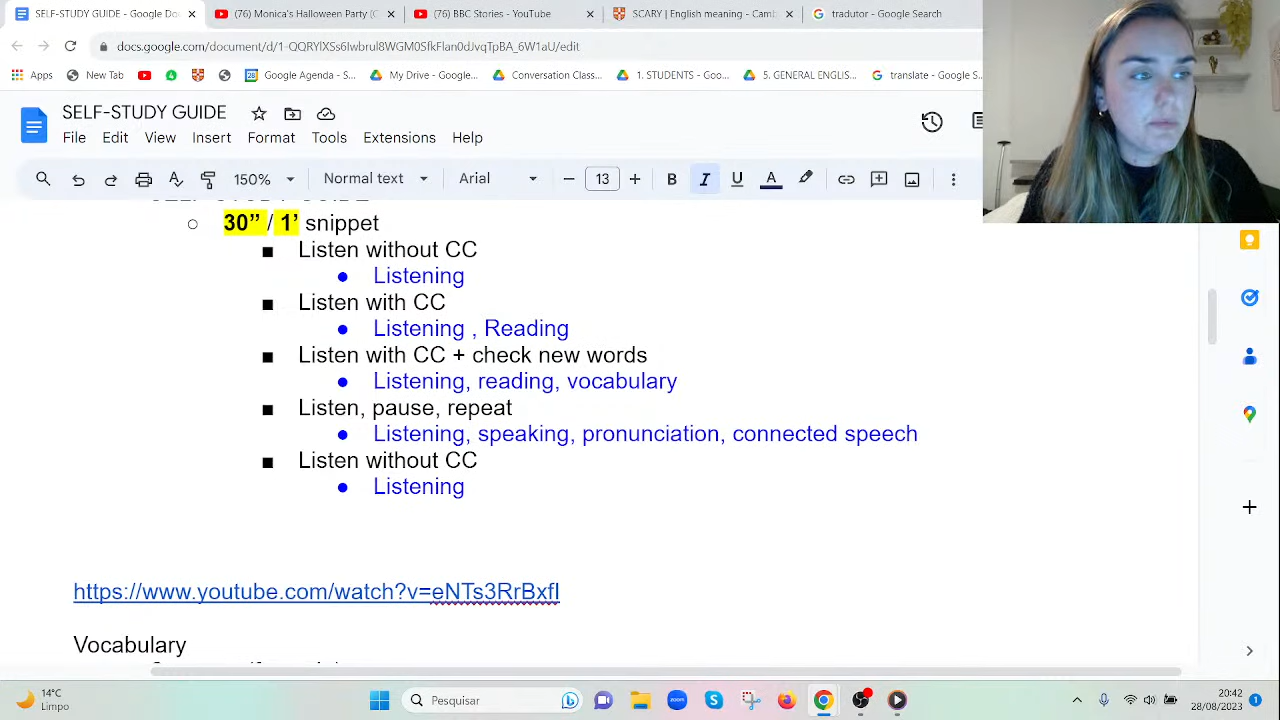 SELF-STUDY GUIDE - Google Do
(76) Monica's Halloween Party (C
(76) BBC Stories - YouTube
SCURRY | English meaning - Camb
tradutor - Google Search
docs.google.com/document/d/1-
Apps
New Tab
Google Agenda - S...
My Drive - Google...
Conversation Class...
1. STUDENTS - Goo...
5. GENERAL ENGLIS...
translate - Google S...
SELF-STUDY GUIDE
File Edit View Insert Format Tools Extensions Help
150% Normal text Arial 13 B I U A
30” / 1’ snippet
Listen without CC
Listening
Listen with CC
Listening , Reading
Listen with CC + check new words
Listening, reading, vocabulary
Listen, pause, repeat
Listening, speaking, pronunciation, connected speech
Listen without CC
Listening
https://www.youtube.com/watch?v=eNTs3RrBxfI
Vocabulary
14°C
Limpo
Pesquisar
20:42
28/08/2023